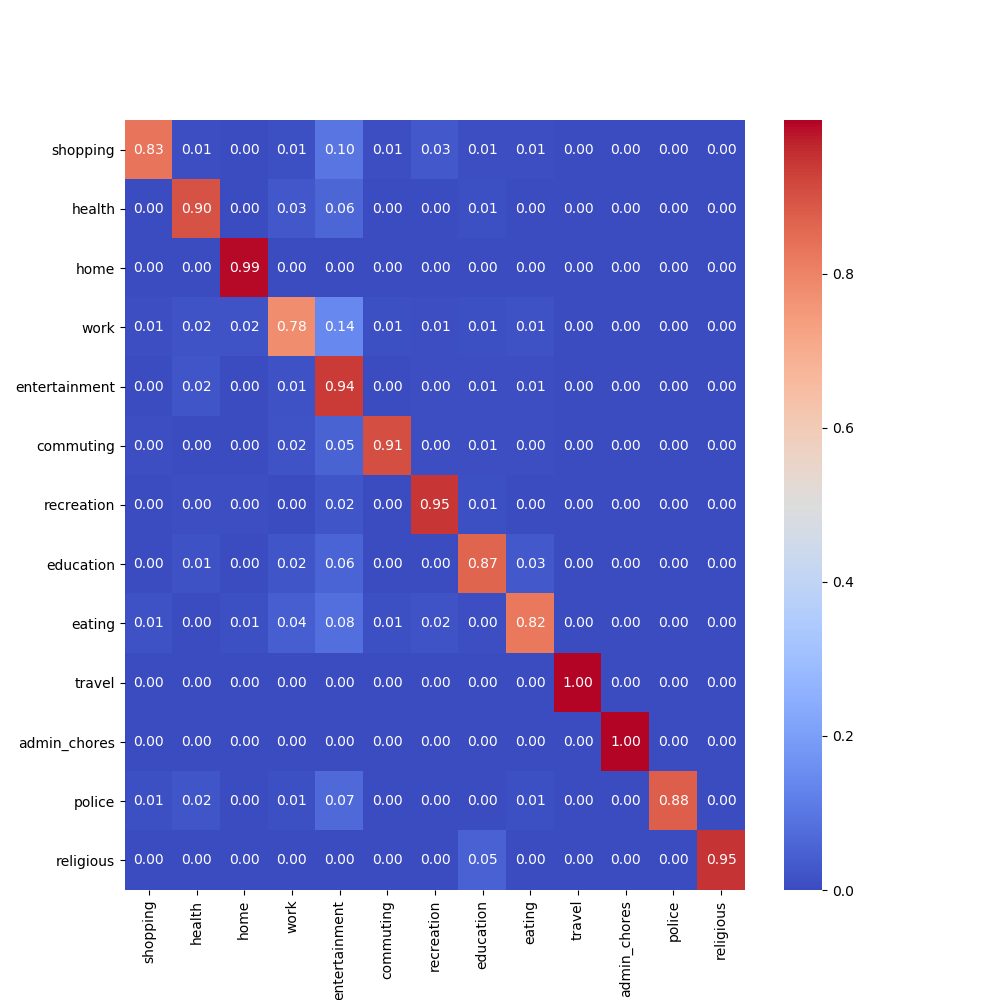 shopping 0.83 0.01 0.00 0.01 0.10 0.01 0.03 0.01 0.01 0.00 0.00 0.00 0.00
health 0.00 0.90 0.00 0.03 0.06 0.00 0.00 0.01 0.00 0.00 0.00 0.00 0.00
home 0.00 0.00 0.99 0.00 0.00 0.00 0.00 0.00 0.00 0.00 0.00 0.00 0.00
work 0.01 0.02 0.02 0.78 0.14 0.01 0.01 0.01 0.01 0.00 0.00 0.00 0.00
entertainment 0.00 0.02 0.00 0.01 0.94 0.00 0.00 0.01 0.01 0.00 0.00 0.00 0.00
commuting 0.00 0.00 0.00 0.02 0.05 0.91 0.00 0.01 0.00 0.00 0.00 0.00 0.00
recreation 0.00 0.00 0.00 0.00 0.02 0.00 0.95 0.01 0.00 0.00 0.00 0.00 0.00
education 0.00 0.01 0.00 0.02 0.06 0.00 0.00 0.87 0.03 0.00 0.00 0.00 0.00
eating 0.01 0.00 0.01 0.04 0.08 0.01 0.02 0.00 0.82 0.00 0.00 0.00 0.00
travel 0.00 0.00 0.00 0.00 0.00 0.00 0.00 0.00 0.00 1.00 0.00 0.00 0.00
admin_chores 0.00 0.00 0.00 0.00 0.00 0.00 0.00 0.00 0.00 0.00 1.00 0.00 0.00
police 0.01 0.02 0.00 0.01 0.07 0.00 0.00 0.00 0.01 0.00 0.00 0.88 0.00
religious 0.00 0.00 0.00 0.00 0.00 0.00 0.00 0.05 0.00 0.00 0.00 0.00 0.95
shopping
health
home
work
entertainment
commuting
recreation
education
eating
travel
admin_chores
police
religious
0.8
0.6
0.4
0.2
0.0